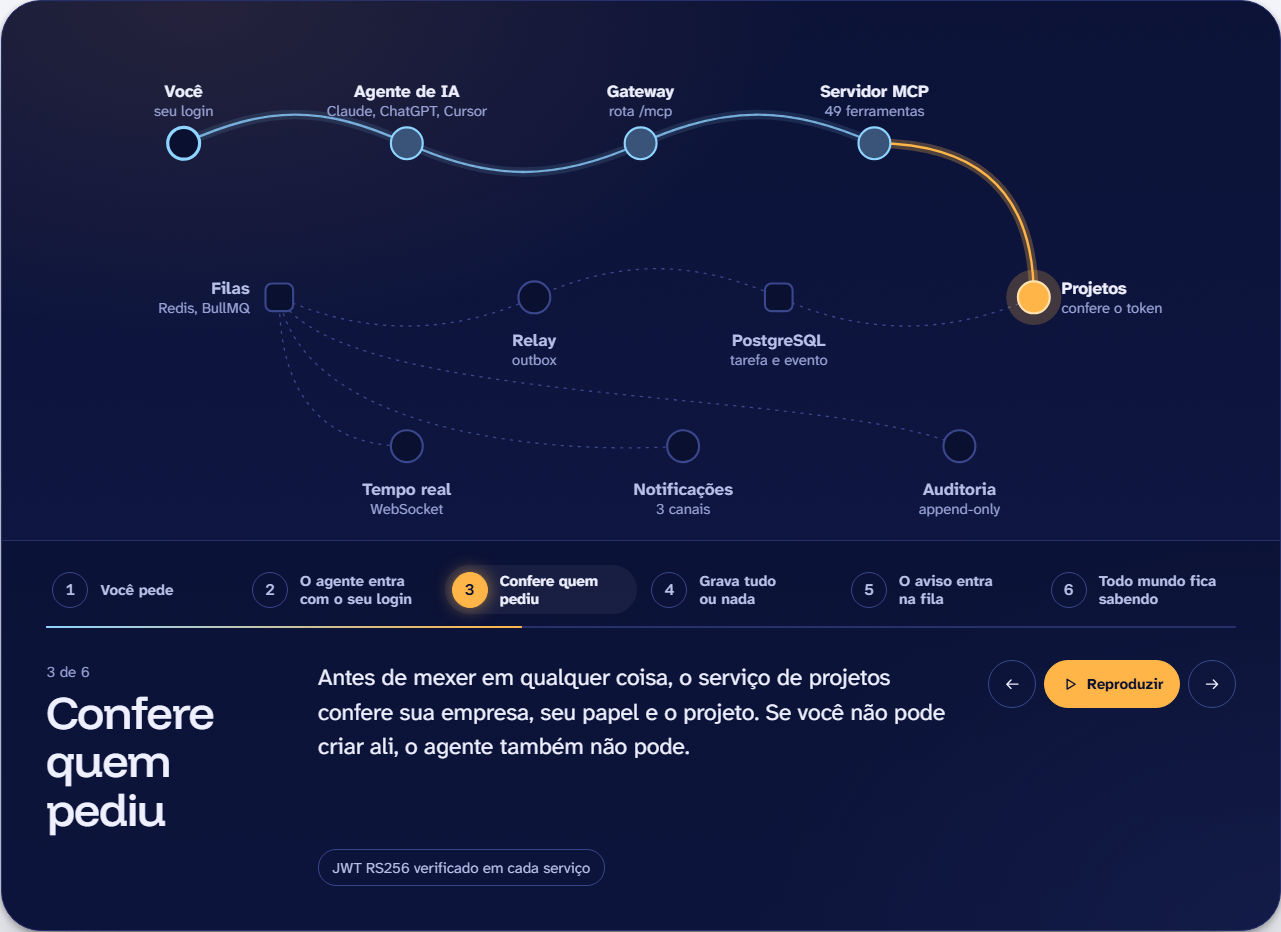 Você
seu login
Agente de IA
Claude, ChatGPT, Cursor
Gateway
rota /mcp
Servidor MCP
49 ferramentas
Filas
Redis, BullMQ
Relay
outbox
PostgreSQL
tarefa e evento
Projetos
confere o token
Tempo real
WebSocket
Notificações
3 canais
Auditoria
append-only
1
Você pede
2
O agente entra
com o seu login
3
Confere quem
pediu
4
Grava tudo
ou nada
5
O aviso entra
na fila
6
Todo mundo fica
sabendo
3 de 6
Confere
quem
pediu
Antes de mexer em qualquer coisa, o serviço de projetos
confere sua empresa, seu papel e o projeto. Se você não pode
criar ali, o agente também não pode.
JWT RS256 verificado em cada serviço
Reproduzir